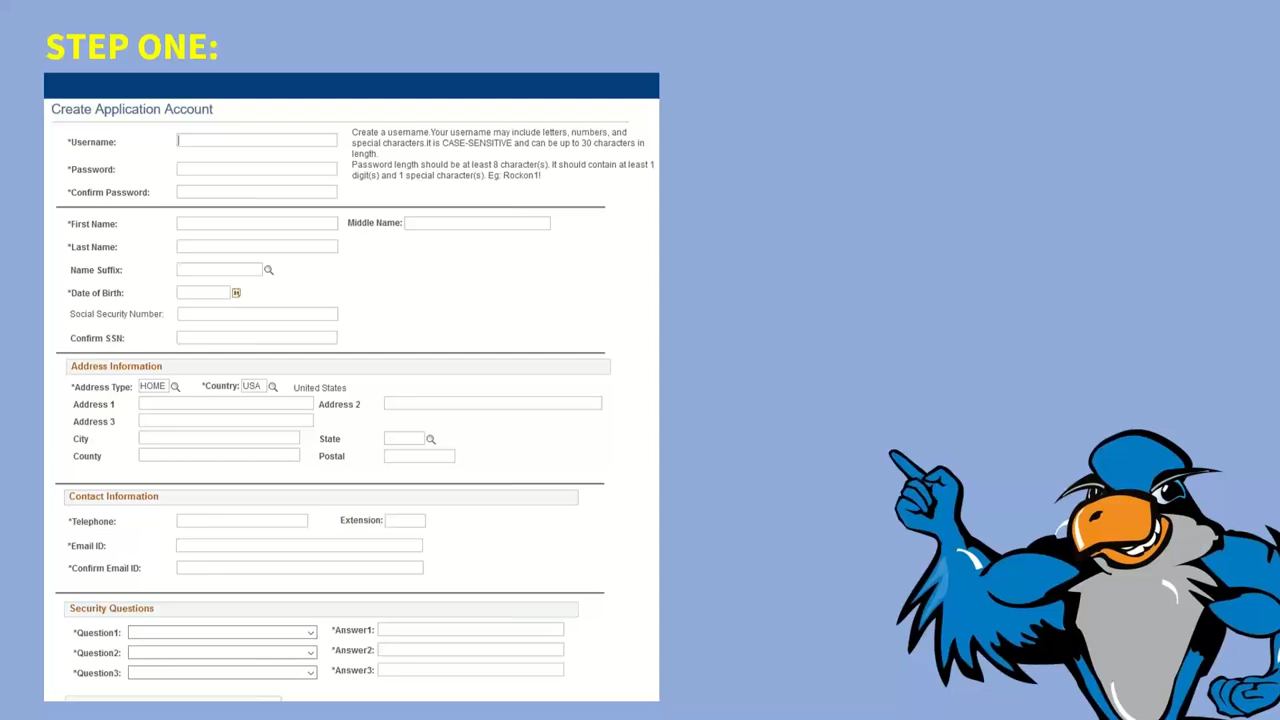 STEP ONE:
Create Application Account
*Username:
Create a username.Your username may include letters, numbers, and
special characters.It is CASE-SENSITIVE and can be up to 30 characters in
length.
*Password:
Password length should be at least 8 character(s). It should contain at least 1
digit(s) and 1 special character(s). Eg: Rockon1!
*Confirm Password:
*First Name: Middle Name:
*Last Name:
Name Suffix:
*Date of Birth:
Social Security Number:
Confirm SSN:
Address Information
*Address Type: HOME *Country: USA United States
Address 1 Address 2
Address 3
City State
County Postal
Contact Information
*Telephone: Extension:
*Email ID:
*Confirm Email ID:
Security Questions
*Question1: *Answer1:
*Question2: *Answer2:
*Question3: *Answer3: